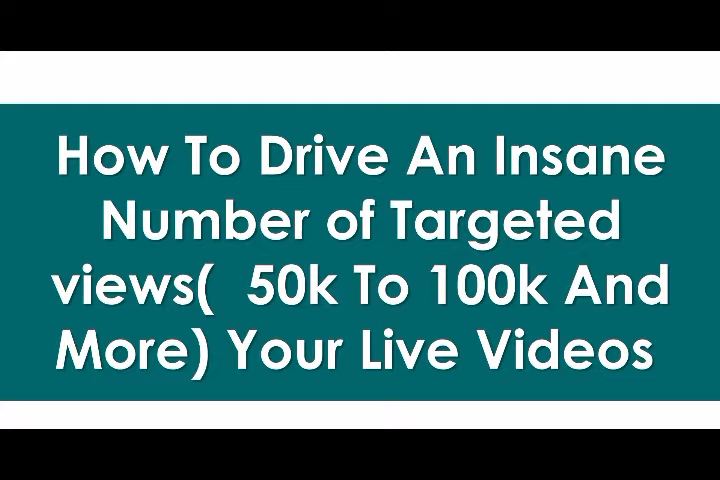 How To Drive An Insane
Number of Targeted
views(  50k To 100k And
More) Your Live Videos